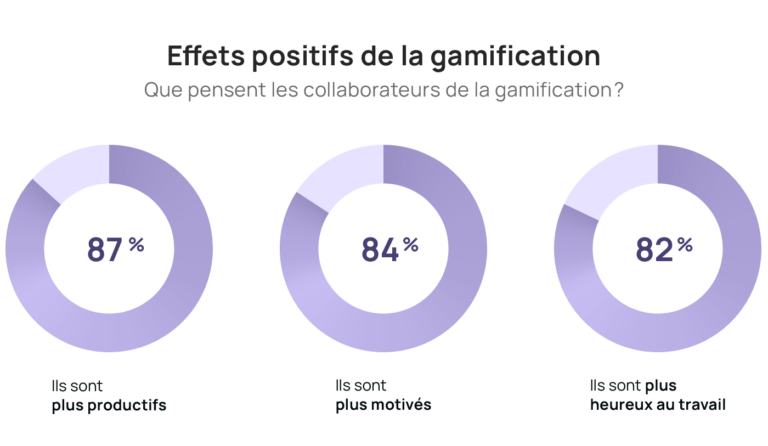 Effets positifs de la gamification
Que pensent les collaborateurs de la gamification ?
87 %
84 %
82 %
Ils sont
plus productifs
Ils sont
plus motivés
Ils sont plus
heureux au travail